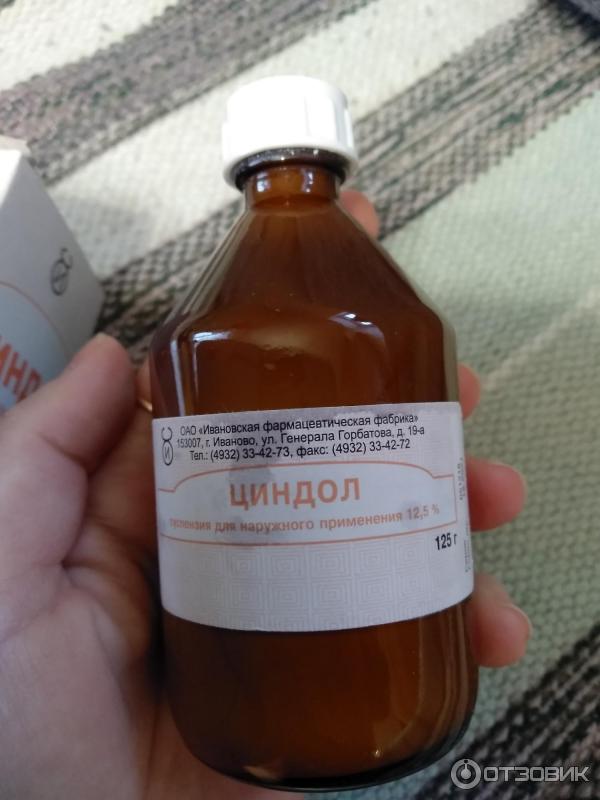 ОАО «Ивановская фармацевтическая фабрика»
153007, г. Иваново, ул. Генерала Горбатова, д. 19-а
Тел.: (4932) 33-42-73, факс: (4932) 33-42-72
ЦИНДОЛ
суспензия для наружного применения 12,5 %
125 г
ОТЗОВИК